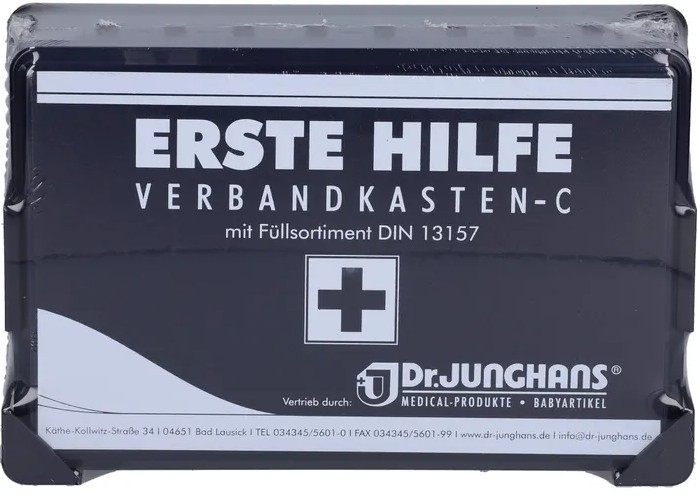 ERSTE HILFE
VERBANDKASTEN-C
mit Füllsortiment DIN 13157
Vertrieb durch: Dr.JUNGHANS®
MEDICAL-PRODUKTE • BABYARTIKEL
Käthe-Kollwitz-Straße 34 I 04651 Bad Lausick I TEL 034345/5601-0 I FAX 034345/5601-99 I www.dr-junghans.de I info@dr-junghans.de